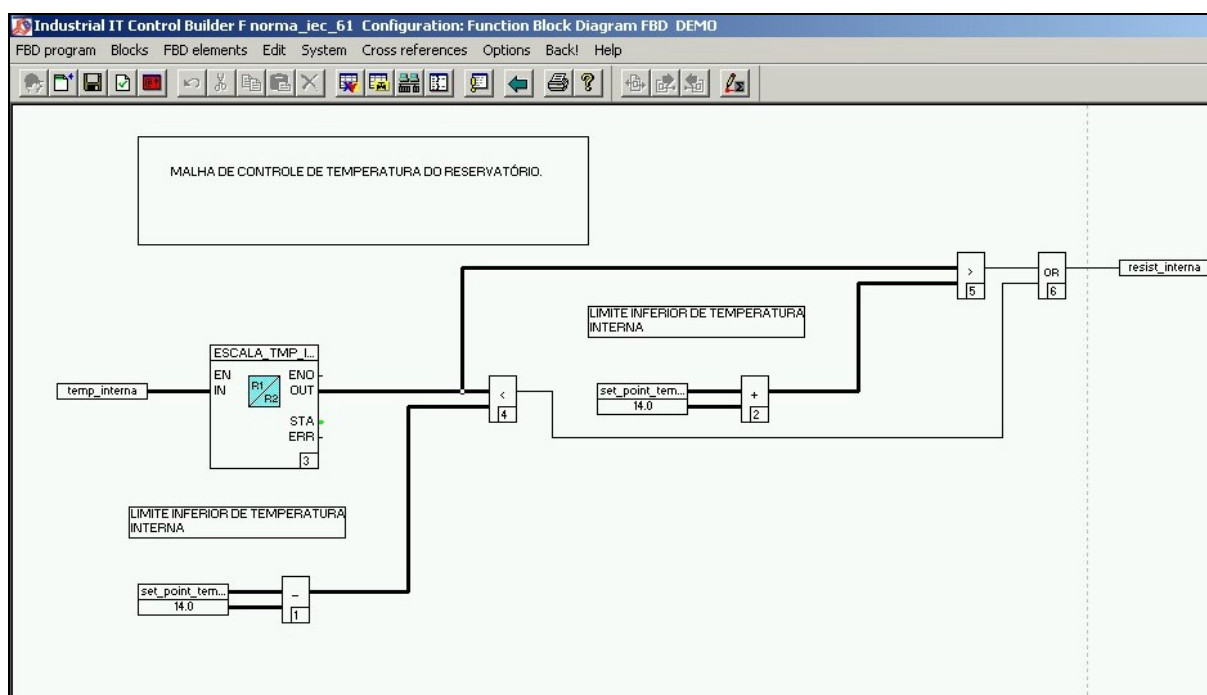 Industrial IT Control Builder F norma_iec_61 Configuration: Function Block Diagram FBD DEMO
FBD program Blocks FBD elements Edit System Cross references Options Back! Help
MALHA DE CONTROLE DE TEMPERATURA DO RESERVATÓRIO.
>
5
OR
6
resist_interna
LIMITE INFERIOR DE TEMPERATURA
INTERNA
ESCALA_TMP_I...
EN ENO
IN R1/R2 OUT
STA
ERR
3
temp_interna
<
4
set_point_tem...
14.0
+
2
LIMITE INFERIOR DE TEMPERATURA
INTERNA
set_point_tem...
14.0
-
1